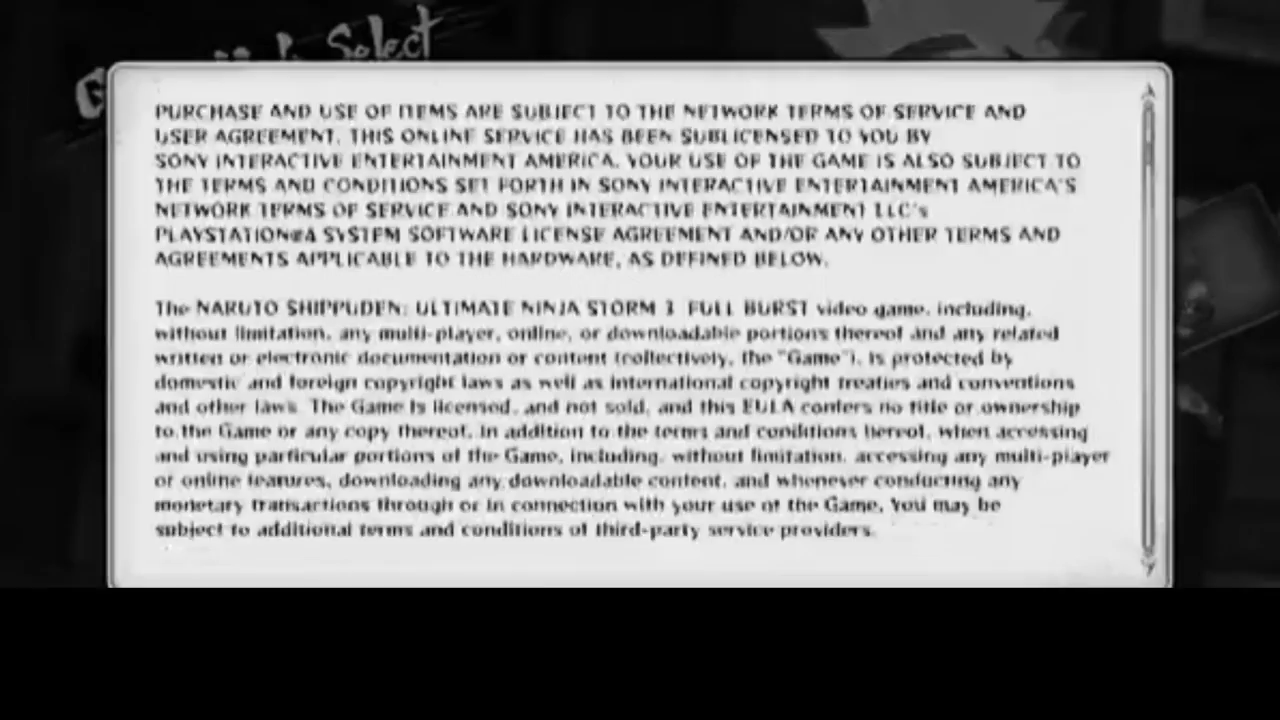 Select
PURCHASE AND USE OF ITEMS ARE SUBJECT TO THE NETWORK TERMS OF SERVICE AND
USER AGREEMENT. THIS ONLINE SERVICE HAS BEEN SUBLICENSED TO YOU BY
SONY INTERACTIVE ENTERTAINMENT AMERICA. YOUR USE OF THE GAME IS ALSO SUBJECT TO
THE TERMS AND CONDITIONS SET FORTH IN SONY INTERACTIVE ENTERTAINMENT AMERICA'S
NETWORK TERMS OF SERVICE AND SONY INTERACTIVE ENTERTAINMENT LLC's
PLAYSTATION®4 SYSTEM SOFTWARE LICENSE AGREEMENT AND/OR ANY OTHER TERMS AND
AGREEMENTS APPLICABLE TO THE HARDWARE, AS DEFINED BELOW.
The NARUTO SHIPPUDEN: ULTIMATE NINJA STORM 3 FULL BURST video game, including,
without limitation, any multi-player, online, or downloadable portions thereof and any related
written or electronic documentation or content (collectively, the "Game"), is protected by
domestic and foreign copyright laws as well as international copyright treaties and conventions
and other laws. The Game is licensed, and not sold, and this EULA confers no title or ownership
to the Game or any copy thereof. In addition to the terms and conditions hereof, when accessing
and using particular portions of the Game, including, without limitation, accessing any multi-player
or online features, downloading any downloadable content, and whenever conducting any
monetary transactions through or in connection with your use of the Game, You may be
subject to additional terms and conditions of third-party service providers.